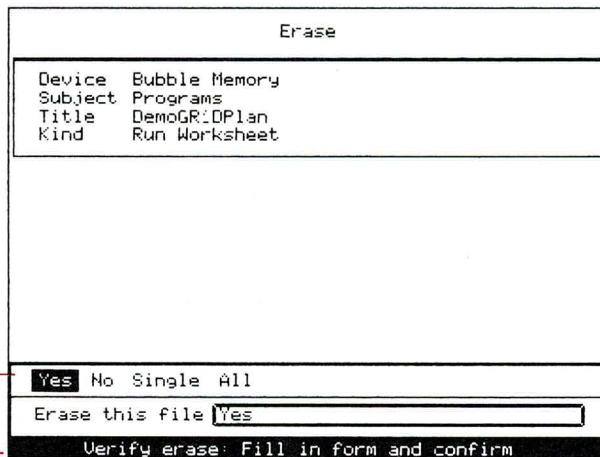 Erase
Device Bubble Memory
Subject Programs
Title DemoGRiDPlan
Kind Run Worksheet
Yes No Single All
Erase this file Yes
Verify erase: Fill in form and confirm